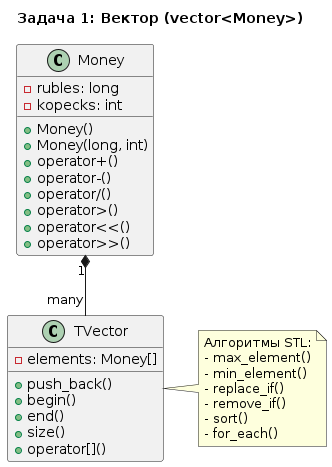 Задача 1: Вектор (vector<Money>)
C Money
rubles: long
kopecks: int
Money()
Money(long, int)
operator+()
operator-()
operator/()
operator>()
operator<<()
operator>>()
1
many
C TVector
elements: Money[]
push_back()
begin()
end()
size()
operator[]()
Алгоритмы STL:
- max_element()
- min_element()
- replace_if()
- remove_if()
- sort()
- for_each()